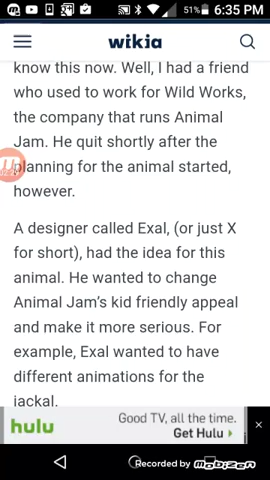 51% 6:35 PM
wikia
know this now. Well, I had a friend
who used to work for Wild Works,
the company that runs Animal
Jam. He quit shortly after the
planning for the animal started,
however.
A designer called Exal, (or just X
for short), had the idea for this
animal. He wanted to change
Animal Jam's kid friendly appeal
and make it more serious. For
example, Exal wanted to have
different animations for the
jackal.
hulu
Good TV, all the time.
Get Hulu
Recorded by mobizen